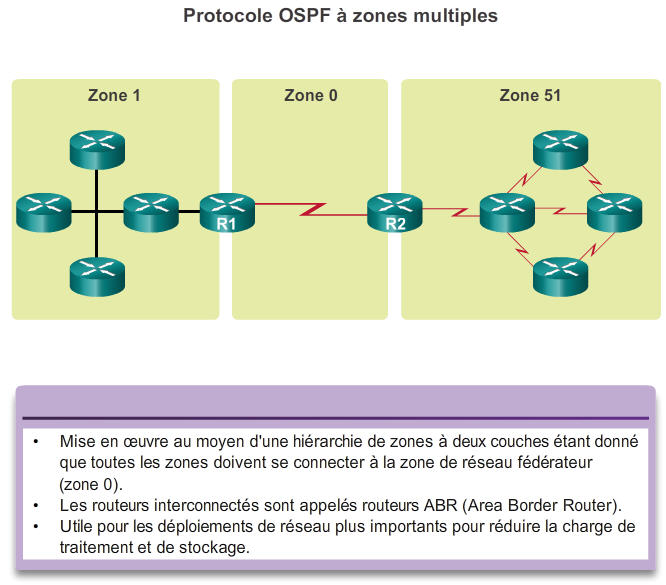 Protocole OSPF à zones multiples
Zone 1
Zone 0
Zone 51
R1
R2
• Mise en œuvre au moyen d'une hiérarchie de zones à deux couches étant donné
que toutes les zones doivent se connecter à la zone de réseau fédérateur
(zone 0).
• Les routeurs interconnectés sont appelés routeurs ABR (Area Border Router).
• Utile pour les déploiements de réseau plus importants pour réduire la charge de
traitement et de stockage.